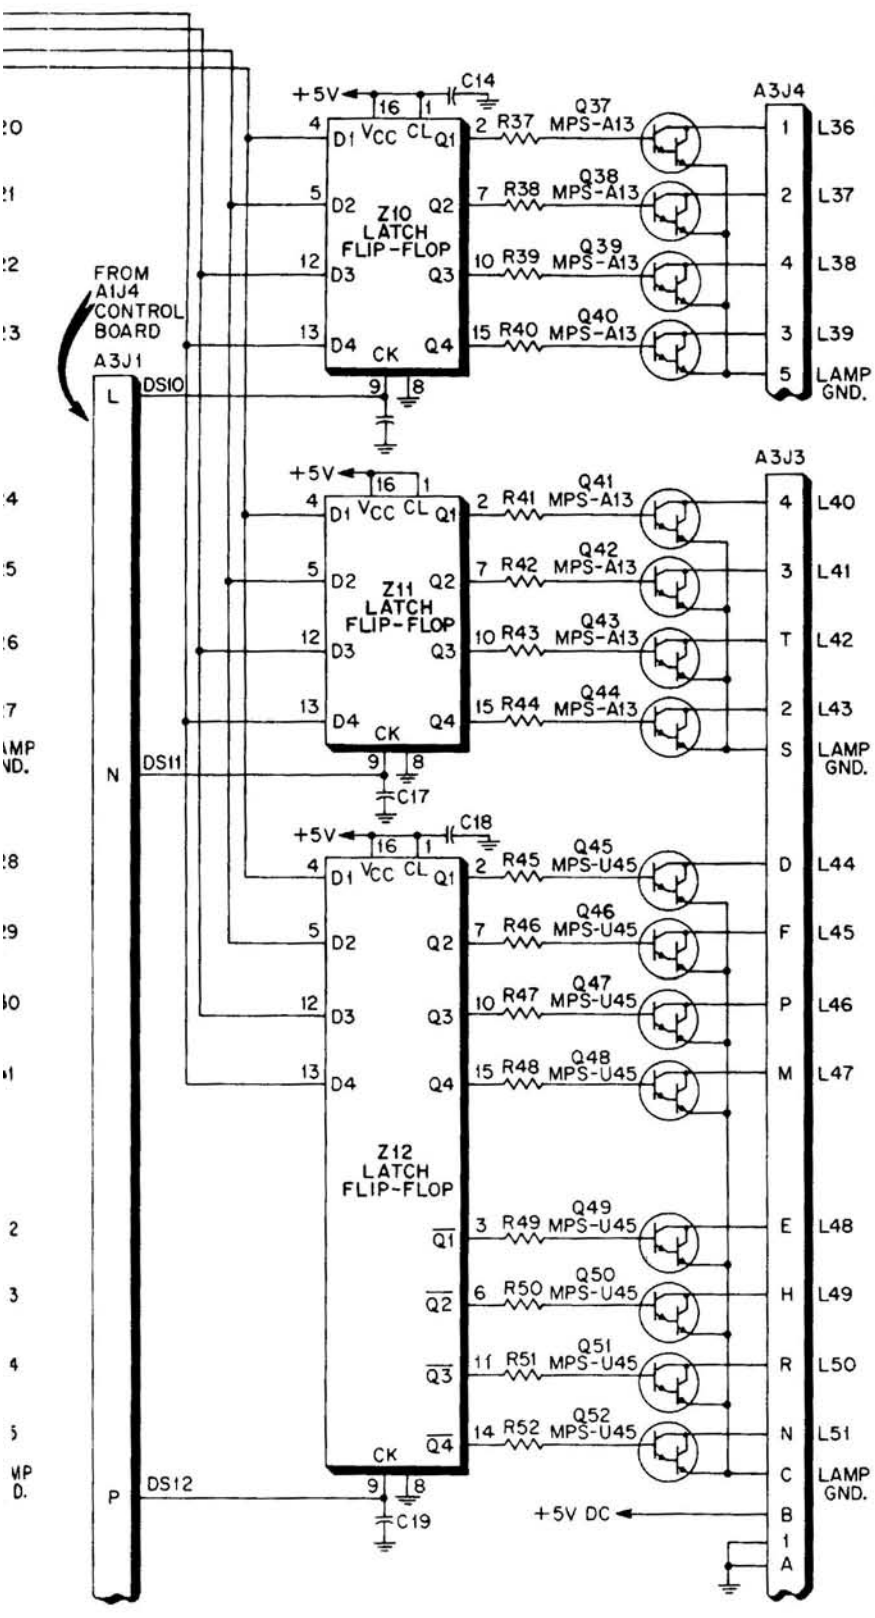 C14
+5V
16 1
A3J4
4 D1 VCC CL Q1 2 R37 Q37 MPS-A13 1 L36
5 D2 Q2 7 R38 Q38 MPS-A13 2 L37
Z10
LATCH
FLIP-FLOP
12 D3 Q3 10 R39 Q39 MPS-A13 4 L38
13 D4 Q4 15 R40 Q40 MPS-A13 3 L39
CK
9 8
5 LAMP
GND.
FROM
A1J4
CONTROL
BOARD
A3J1
L DS10
A3J3
+5V
16 1
4 D1 VCC CL Q1 2 R41 Q41 MPS-A13 4 L40
5 D2 Q2 7 R42 Q42 MPS-A13 3 L41
Z11
LATCH
FLIP-FLOP
12 D3 Q3 10 R43 Q43 MPS-A13 T L42
13 D4 Q4 15 R44 Q44 MPS-A13 2 L43
CK
9 8
S LAMP
GND.
N DS11
C17
C18
+5V
16 1
4 D1 VCC CL Q1 2 R45 Q45 MPS-U45 D L44
5 D2 Q2 7 R46 Q46 MPS-U45 F L45
12 D3 Q3 10 R47 Q47 MPS-U45 P L46
13 D4 Q4 15 R48 Q48 MPS-U45 M L47
Z12
LATCH
FLIP-FLOP
Q̅1̅ 3 R49 Q49 MPS-U45 E L48
Q̅2̅ 6 R50 Q50 MPS-U45 H L49
Q̅3̅ 11 R51 Q51 MPS-U45 R L50
Q̅4̅ 14 R52 Q52 MPS-U45 N L51
CK
9 8
C LAMP
GND.
P DS12
C19
+5V DC B
1
A